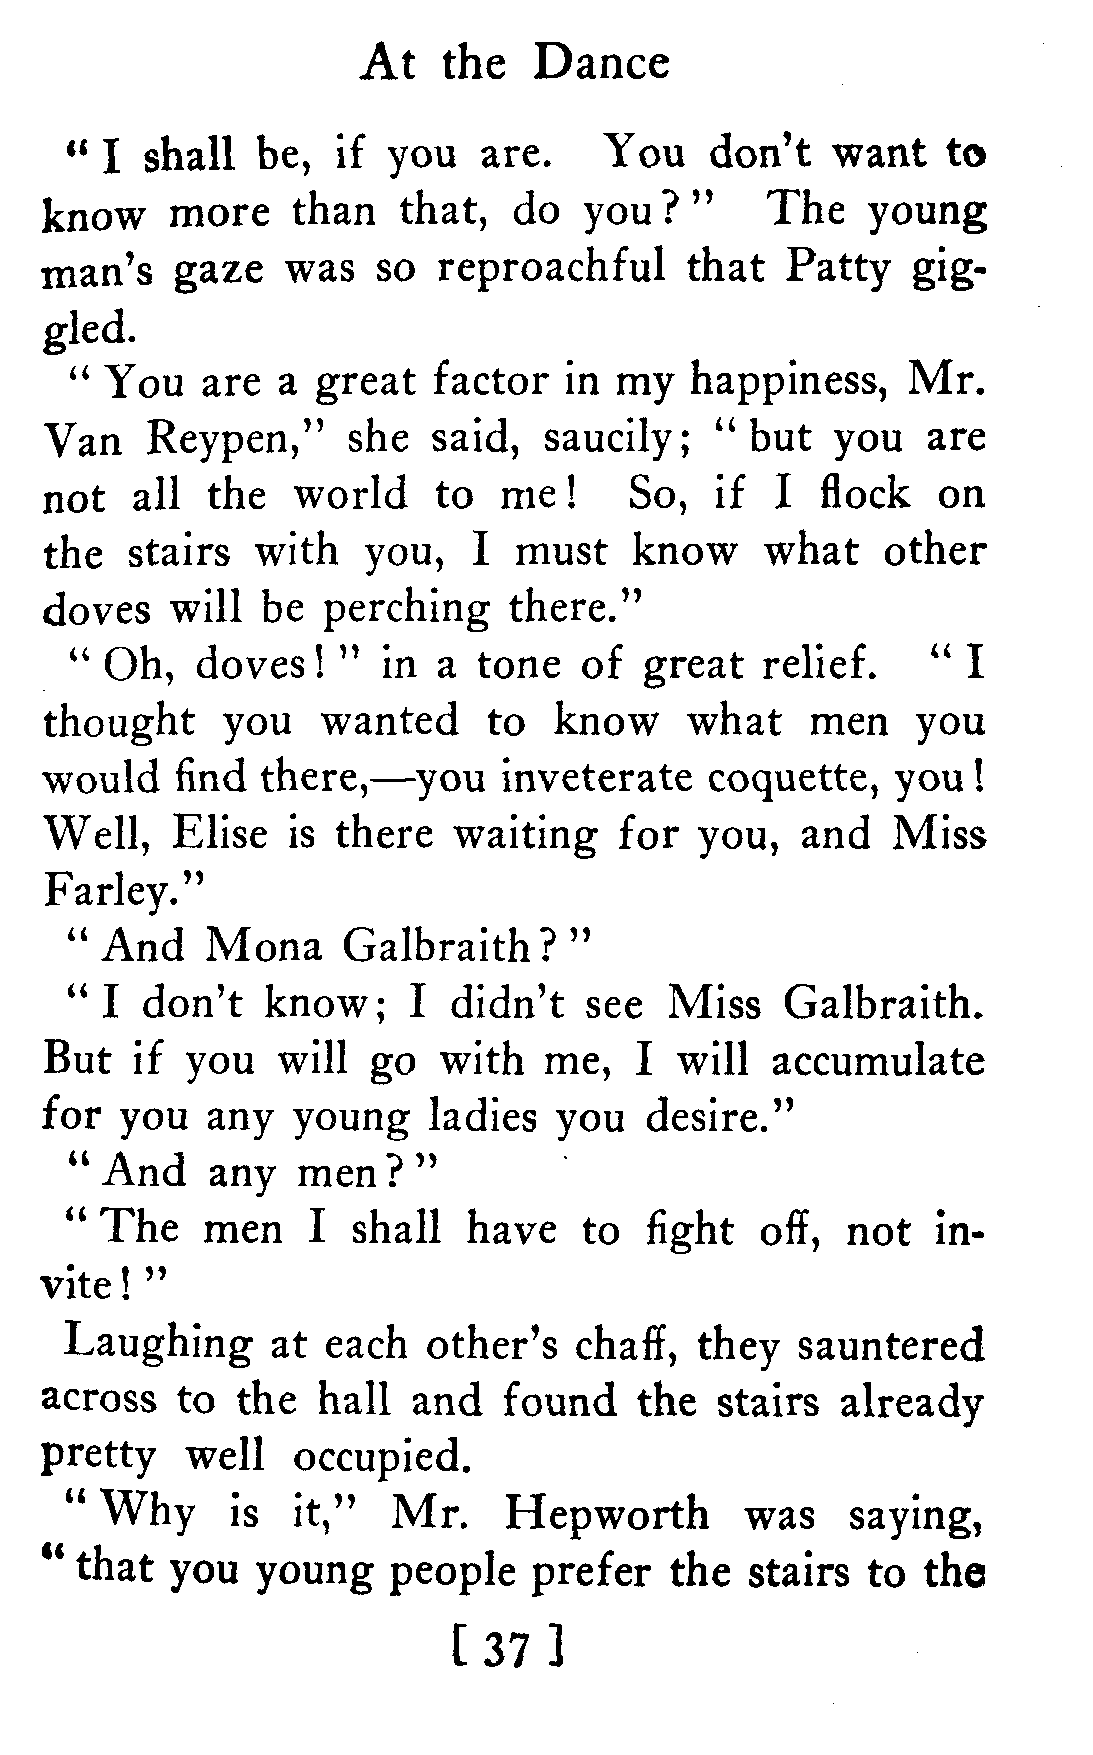 At the Dance
“ I shall be, if you are. You don’t want to
know more than that, do you? ” The young
man’s gaze was so reproachful that Patty gig-
gled.
“ You are a great factor in my happiness, Mr.
Van Reypen,” she said, saucily; “ but you are
not all the world to me! So, if I flock on
the stairs with you, I must know what other
doves will be perching there.”
“ Oh, doves! ” in a tone of great relief. “ I
thought you wanted to know what men you
would find there,—you inveterate coquette, you!
Well, Elise is there waiting for you, and Miss
Farley.”
“ And Mona Galbraith? ”
“ I don’t know; I didn’t see Miss Galbraith.
But if you will go with me, I will accumulate
for you any young ladies you desire.”
“ And any men? ”
“ The men I shall have to fight off, not in-
vite! ”
Laughing at each other’s chaff, they sauntered
across to the hall and found the stairs already
pretty well occupied.
“ Why is it,” Mr. Hepworth was saying,
“ that you young people prefer the stairs to the
[ 37 ]